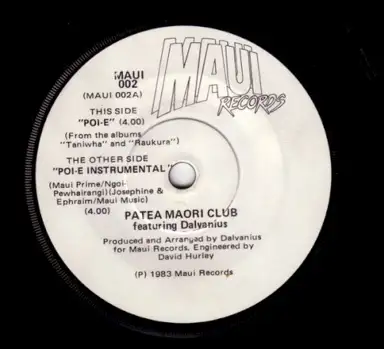 MAUI
RECORDS
MAUI
002
(MAUI 002A)
THIS SIDE
"POI-E" (4.00)
(From the albums
"Taniwha" and "Raukura")
THE OTHER SIDE
"POI-E INSTRUMENTAL"
(Maui Prime/Ngoi
Pewhairangi)(Josephine &
Ephraim/Maui Music)
(4.00)
PATEA MAORI CLUB
featuring Dalvanius
Produced and Arranged by Dalvanius
for Maui Records. Engineered by
David Hurley
(P) 1983 Maui Records